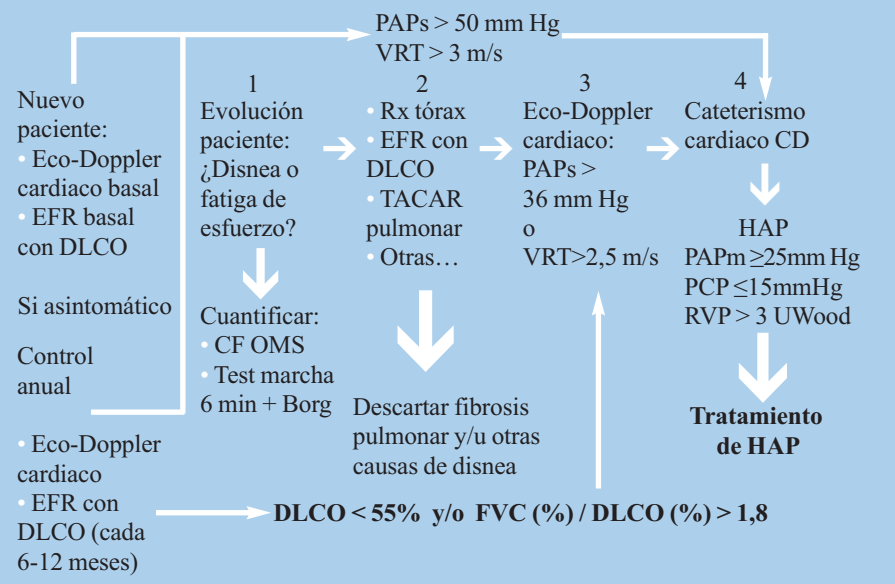 PAPs > 50 mm Hg
VRT > 3 m/s
Nuevo
paciente:
• Eco-Doppler
cardiaco basal
• EFR basal
con DLCO
Si asintomático
Control
anual
• Eco-Doppler
cardiaco
• EFR con
DLCO (cada
6-12 meses)
1
Evolución
paciente:
¿Disnea o
fatiga de
esfuerzo?
Cuantificar:
• CF OMS
• Test marcha
6 min + Borg
2
• Rx tórax
• EFR con
DLCO
• TACAR
pulmonar
• Otras…
Descartar fibrosis
pulmonar y/u otras
causas de disnea
3
Eco-Doppler
cardiaco:
PAPs >
36 mm Hg
o
VRT>2,5 m/s
4
Cateterismo
cardiaco CD
HAP
PAPm ≥25mm Hg
PCP ≤15mmHg
RVP > 3 UWood
Tratamiento
de HAP
DLCO < 55% y/o FVC (%) / DLCO (%) > 1,8